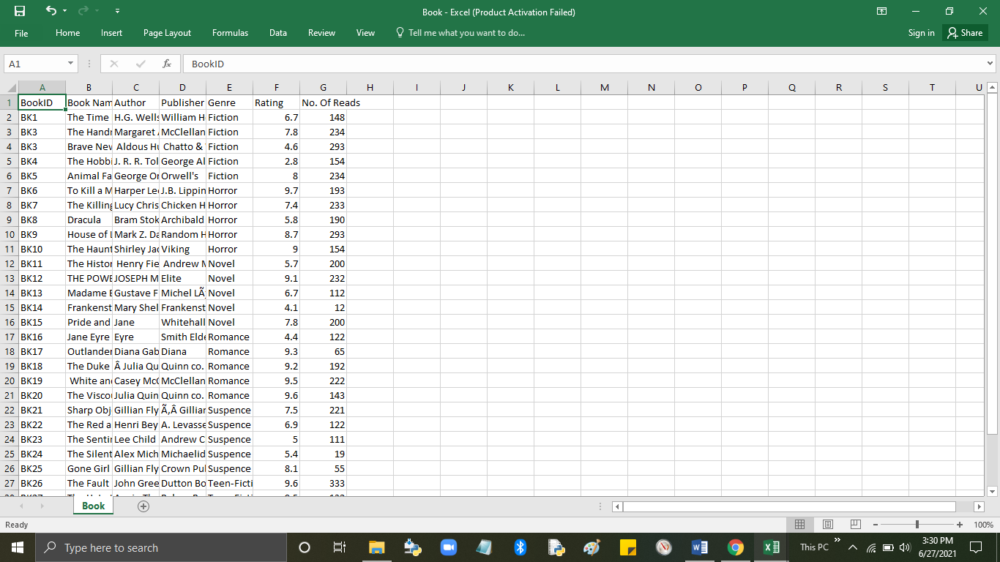 Book - Excel (Product Activation Failed)
File Home Insert Page Layout Formulas Data Review View Tell me what you want to do... Sign in Share
A1 fx BookID
A B C D E F G H I J K L M N O P Q R S T U
1 BookID Book Nam Author Publisher Genre Rating No. Of Reads
2 BK1 The Time H.G. Wells William H Fiction 6.7 148
3 BK3 The Handr Margaret A McClellan Fiction 7.8 234
4 BK3 Brave New Aldous Hu Chatto & Fiction 4.6 293
5 BK4 The Hobbi J. R. R. Tol George Al Fiction 2.8 154
6 BK5 Animal Fa George Or Orwell's Fiction 8 234
7 BK6 To Kill a M Harper Lee J.B. Lippin Horror 9.7 193
8 BK7 The Killing Lucy Chris Chicken H Horror 7.4 233
9 BK8 Dracula Bram Stok Archibald Horror 5.8 190
10 BK9 House of L Mark Z. Da Random H Horror 8.7 293
11 BK10 The Haunt Shirley Jac Viking Horror 9 154
12 BK11 The Histor Henry Fie Andrew M Novel 5.7 200
13 BK12 THE POWE JOSEPH M Elite Novel 9.1 232
14 BK13 Madame B Gustave F Michel LÃ Novel 6.7 112
15 BK14 Frankenst Mary Shel Frankenst Novel 4.1 12
16 BK15 Pride and Jane Whitehall Novel 7.8 200
17 BK16 Jane Eyre Eyre Smith Elde Romance 4.4 122
18 BK17 Outlander Diana Gab Diana Romance 9.3 65
19 BK18 The Duke Â Julia Qu Quinn co. Romance 9.2 192
20 BK19 White and Casey McQ McClellan Romance 9.5 222
21 BK20 The Visco Julia Quin Quinn co. Romance 9.6 143
22 BK21 Sharp Obj Gillian Fly Ã‚Â Gillian Suspence 7.5 221
23 BK22 The Red a Henri Bey A. Levasse Suspence 6.9 122
24 BK23 The Senti Lee Child Andrew C Suspence 5 111
25 BK24 The Silent Alex Mich Michaelid Suspence 5.4 19
26 BK25 Gone Girl Gillian Fly Crown Pul Suspence 8.1 55
27 BK26 The Fault John Gree Dutton Bo Teen-Ficti 9.6 333
Book
Ready 100%
Type here to search This PC 3:30 PM
6/27/2021